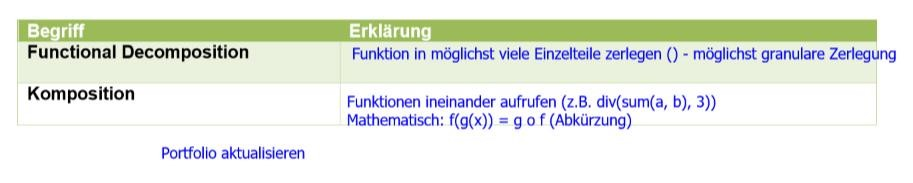 Begriff Erklärung
Functional Decomposition Funktion in möglichst viele Einzelteile zerlegen () - möglichst granulare Zerlegung
Komposition
Funktionen ineinander aufrufen (z.B. div(sum(a, b), 3))
Mathematisch: f(g(x)) = g o f (Abkürzung)
Portfolio aktualisieren